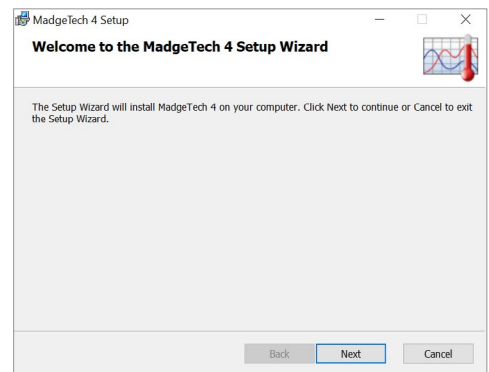 MadgeTech 4 Setup
Welcome to the MadgeTech 4 Setup Wizard
The Setup Wizard will install MadgeTech 4 on your computer. Click Next to continue or Cancel to exit
the Setup Wizard.
Back Next Cancel